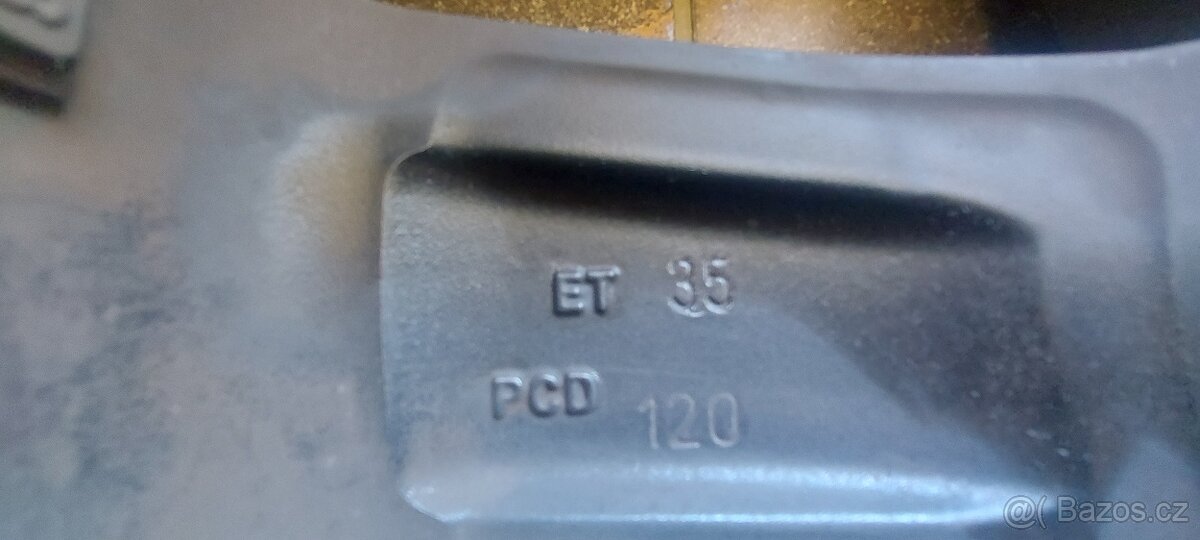 ET 35
PCD 120
@( Bazos.cz